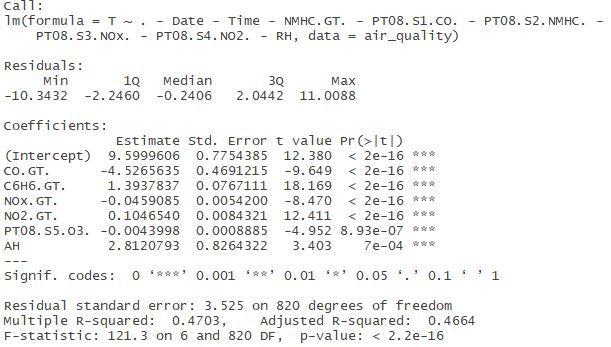 Call:
lm(formula = T ~ . - Date - Time - NMHC.GT. - PT08.S1.CO. - PT08.S2.NMHC. -
    PT08.S3.NOx. - PT08.S4.NO2. - RH, data = air_quality)
Residuals:
     Min       1Q   Median       3Q      Max
-10.3432  -2.2460  -0.2406   2.0442  11.0088
Coefficients:
              Estimate Std. Error t value Pr(>|t|)
(Intercept)  9.5999606  0.7754385  12.380  < 2e-16 ***
CO.GT.      -4.5265635  0.4691215  -9.649  < 2e-16 ***
C6H6.GT.     1.3937837  0.0767111  18.169  < 2e-16 ***
NOx.GT.     -0.0459085  0.0054200  -8.470  < 2e-16 ***
NO2.GT.      0.1046540  0.0084321  12.411  < 2e-16 ***
PT08.S5.O3. -0.0043998  0.0008885  -4.952 8.93e-07 ***
AH           2.8120793  0.8264322   3.403    7e-04 ***
---
Signif. codes:  0 ‘***’ 0.001 ‘**’ 0.01 ‘*’ 0.05 ‘.’ 0.1 ‘ ’ 1
Residual standard error: 3.525 on 820 degrees of freedom
Multiple R-squared:  0.4703,    Adjusted R-squared:  0.4664
F-statistic: 121.3 on 6 and 820 DF,  p-value: < 2.2e-16